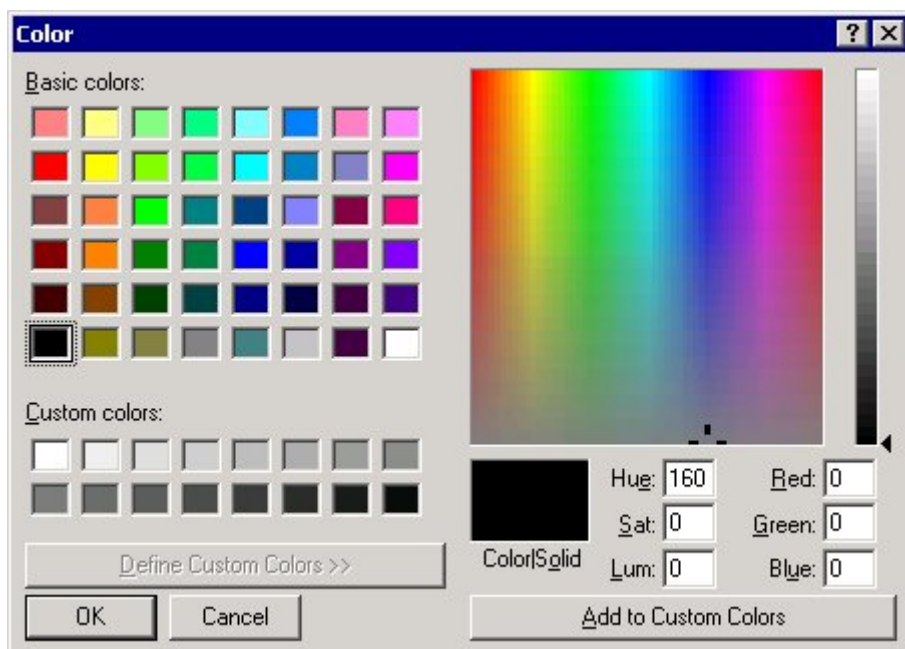 Color
Basic colors:
Custom colors:
Define Custom Colors >>
OK Cancel
Color|Solid
Hue: 160 Red: 0
Sat: 0 Green: 0
Lum: 0 Blue: 0
Add to Custom Colors